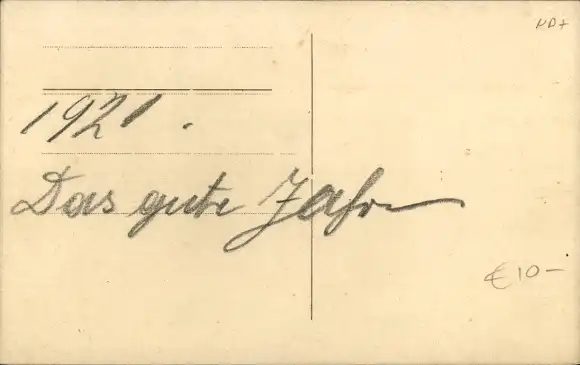 1921.
Das gute Jahr
€ 10-